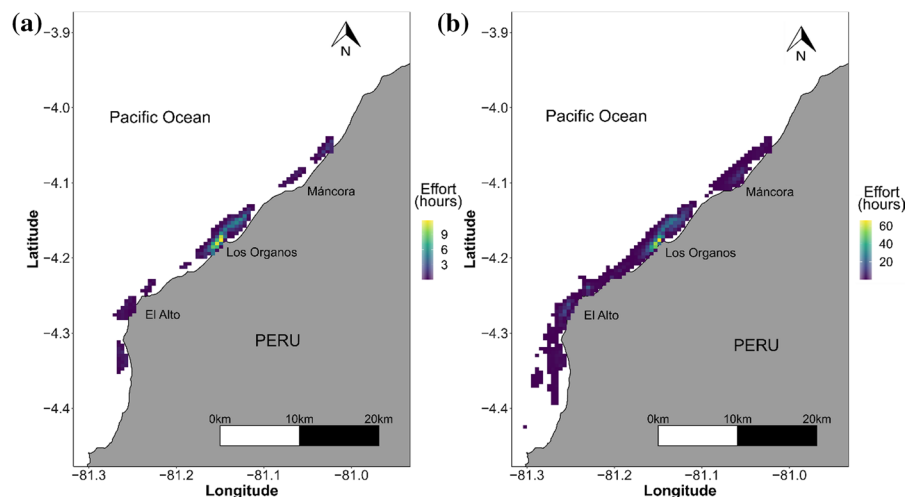 (a)
N
Pacific Ocean
Máncora
Los Organos
El Alto
PERU
0km 10km 20km
−3.9
−4.0
−4.1
−4.2
−4.3
−4.4
Latitude
−81.3 −81.2 −81.1 −81.0
Longitude
Effort
(hours)
9
6
3
(b)
N
Pacific Ocean
Máncora
Los Organos
El Alto
PERU
0km 10km 20km
−3.9
−4.0
−4.1
−4.2
−4.3
−4.4
Latitude
−81.3 −81.2 −81.1 −81.0
Longitude
Effort
(hours)
60
40
20